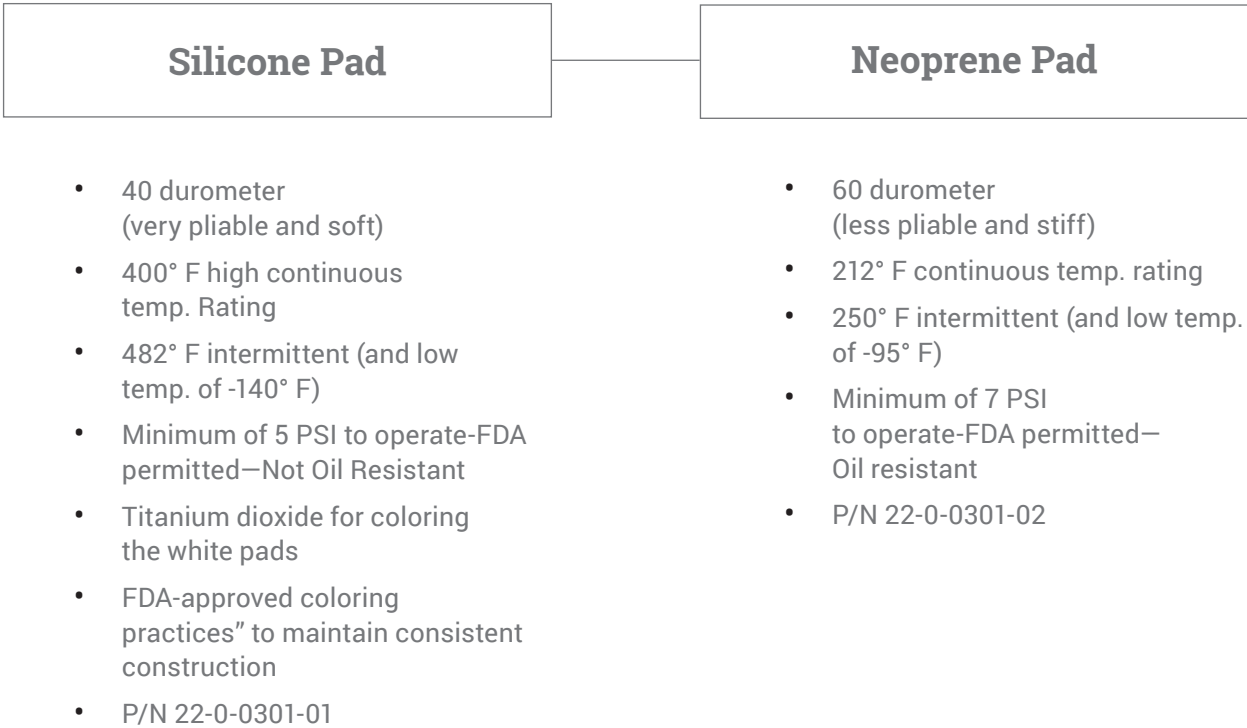 Silicone Pad
• 40 durometer
(very pliable and soft)
• 400° F high continuous
temp. Rating
• 482° F intermittent (and low
temp. of -140° F)
• Minimum of 5 PSI to operate-FDA
permitted—Not Oil Resistant
• Titanium dioxide for coloring
the white pads
• FDA-approved coloring
practices” to maintain consistent
construction
• P/N 22-0-0301-01
Neoprene Pad
• 60 durometer
(less pliable and stiff)
• 212° F continuous temp. rating
• 250° F intermittent (and low temp.
of -95° F)
• Minimum of 7 PSI
to operate-FDA permitted—
Oil resistant
• P/N 22-0-0301-02